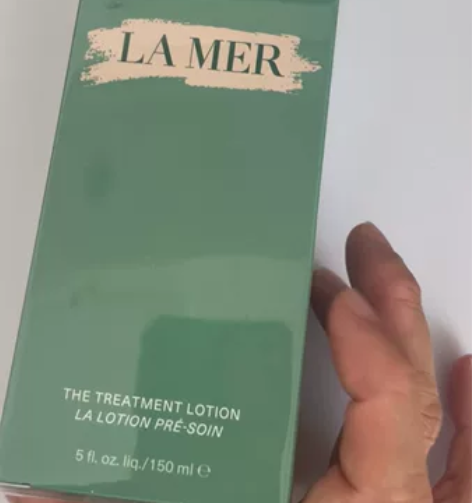 LA MER
THE TREATMENT LOTION
LA LOTION PRÉ-SOIN
5 fl. oz. liq./150 ml ℮